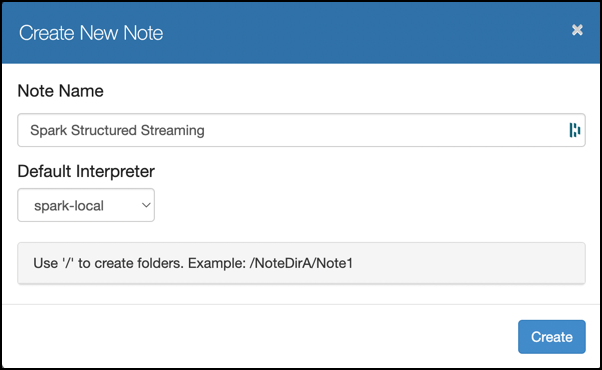 Create New Note
×
Note Name
Spark Structured Streaming
Default Interpreter
spark-local
Use '/' to create folders. Example: /NoteDirA/Note1
Create